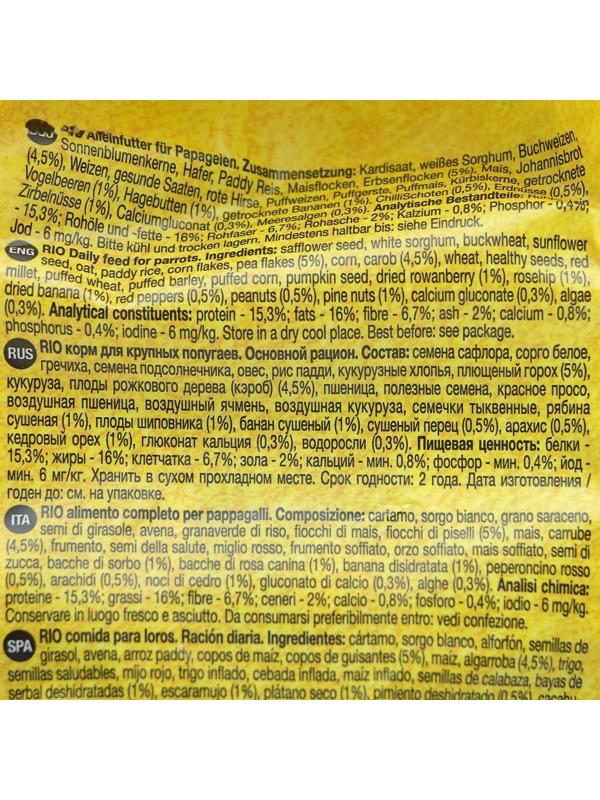 Alleinfutter für Papageien. Zusammensetzung: Kardisaat, weißes Sorghum, Buchweizen,
Sonnenblumenkerne, Hafer, Paddy Reis, Maisflocken, Erbsenflocken (5%), Mais, Johannisbrot
(4,5%), Weizen, gesunde Saaten, rote Hirse, Puffweizen, Puffgerste, Puffmais, Kürbiskerne, getrocknete
Vogelbeeren (1%), Hagebutten (1%), getrocknete Bananen (1%), Chilischoten (0,5%), Erdnüsse (0,5%),
Zirbelnüsse (1%), Calciumgluconat (0,3%), Meeresalgen (0,3%). Analytische Bestandteile:
- 15,3%; Rohöle und -fette - 16%; Rohfaser - 6,7%; Rohasche - 2%; Kalzium - 0,8%; Phosphor - 0,4%;
Jod - 6 mg/kg. Bitte kühl und trocken lagern. Mindestens haltbar bis: siehe Eindruck.
ENG RIO Daily feed for parrots. Ingredients: safflower seed, white sorghum, buckwheat, sunflower
seed, oat, paddy rice, corn flakes, pea flakes (5%), corn, carob (4,5%), wheat, healthy seeds, red
millet, puffed wheat, puffed barley, puffed corn, pumpkin seed, dried rowanberry (1%), rosehip (1%),
dried banana (1%), red peppers (0,5%), peanuts (0,5%), pine nuts (1%), calcium gluconate (0,3%), algae
(0,3%). Analytical constituents: protein - 15,3%; fats - 16%; fibre - 6,7%; ash - 2%; calcium - 0,8%;
phosphorus - 0,4%; iodine - 6 mg/kg. Store in a dry cool place. Best before: see package.
RUS RIO корм для крупных попугаев. Основной рацион. Состав: семена сафлора, сорго белое,
гречиха, семена подсолнечника, овес, рис падди, кукурузные хлопья, плющеный горох (5%),
кукуруза, плоды рожкового дерева (кэроб) (4,5%), пшеница, полезные семена, красное просо,
воздушная пшеница, воздушный ячмень, воздушная кукуруза, семечки тыквенные, рябина
сушеная (1%), плоды шиповника (1%), банан сушеный (1%), сушеный перец (0,5%), арахис (0,5%),
кедровый орех (1%), глюконат кальция (0,3%), водоросли (0,3%). Пищевая ценность: белки -
15,3%; жиры - 16%; клетчатка - 6,7%; зола - 2%; кальций - мин. 0,8%; фосфор - мин. 0,4%; йод -
мин. 6 мг/кг. Хранить в сухом прохладном месте. Срок годности: 2 года. Дата изготовления /
годен до: см. на упаковке.
ITA RIO alimento completo per pappagalli. Composizione: cartamo, sorgo bianco, grano saraceno,
semi di girasole, avena, granaverde di riso, fiocchi di mais, fiocchi di piselli (5%), mais, carrube
(4,5%), frumento, semi della salute, miglio rosso, frumento soffiato, orzo soffiato, mais soffiato, semi di
zucca, bacche di sorbo (1%), bacche di rosa canina (1%), banana disidratata (1%), peperoncino rosso
(0,5%), arachidi (0,5%), noci di cedro (1%), gluconato di calcio (0,3%), alghe (0,3%). Analisi chimica:
proteine - 15,3%; grassi - 16%; fibre - 6,7%; ceneri - 2%; calcio - 0,8%; fosforo - 0,4%; iodio - 6 mg/kg.
Conservare in luogo fresco e asciutto. Da consumarsi preferibilmente entro: vedi confezione.
SPA RIO comida para loros. Ración diaria. Ingredientes: cártamo, sorgo blanco, alforfón, semillas de
girasol, avena, arroz paddy, copos de maíz, copos de guisantes (5%), maíz, algarroba (4,5%), trigo,
semillas saludables, mijo rojo, trigo inflado, cebada inflada, maíz inflado, semillas de calabaza, bayas de
serbal deshidratadas (1%), escaramujo (1%), plátano seco (1%), pimiento deshidratado (0,5%),